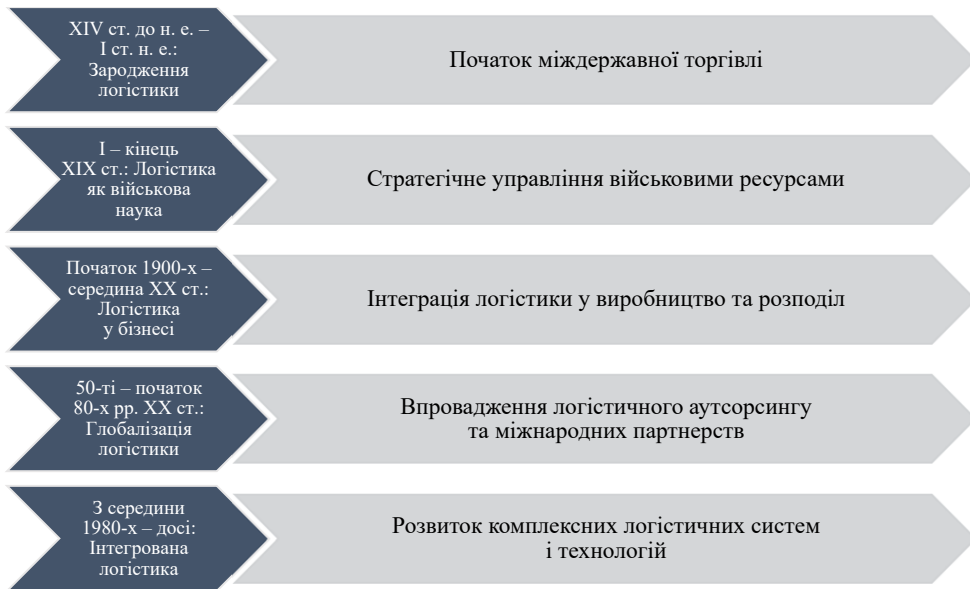 XIV ст. до н. е. –
I ст. н. е.:
Зародження
логістики
Початок міждержавної торгівлі
I – кінець
XIX ст.: Логістика
як військова
наука
Стратегічне управління військовими ресурсами
Початок 1900-х –
середина XX ст.:
Логістика
у бізнесі
Інтеграція логістики у виробництво та розподіл
50-ті – початок
80-х рр. XX ст.:
Глобалізація
логістики
Впровадження логістичного аутсорсингу
та міжнародних партнерств
З середини
1980-х – досі:
Інтегрована
логістика
Розвиток комплексних логістичних систем
і технологій